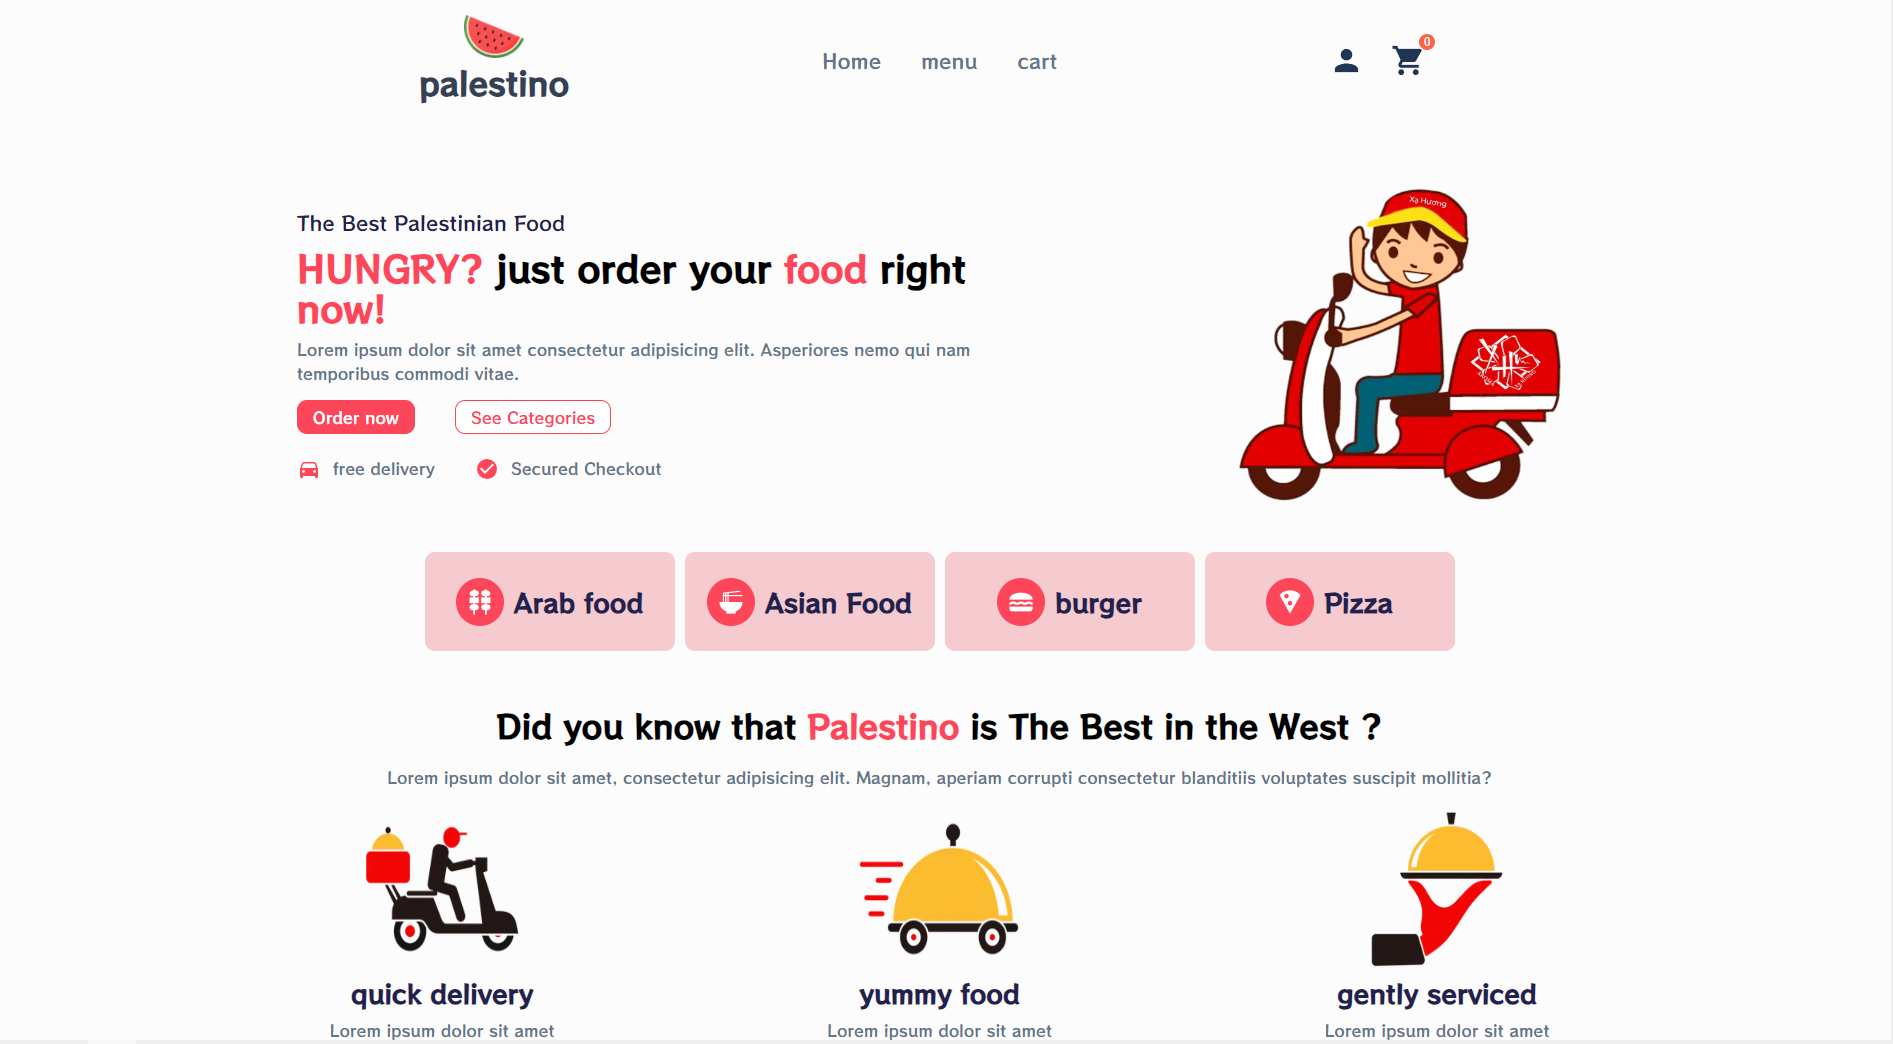 palestino
Home menu cart
0
Xạ Hương
The Best Palestinian Food
HUNGRY? just order your food right
now!
Lorem ipsum dolor sit amet consectetur adipisicing elit. Asperiores nemo qui nam
temporibus commodi vitae.
Order now See Categories
free delivery Secured Checkout
Arab food Asian Food burger Pizza
Did you know that Palestino is The Best in the West ?
Lorem ipsum dolor sit amet, consectetur adipisicing elit. Magnam, aperiam corrupti consectetur blanditiis voluptates suscipit mollitia?
quick delivery yummy food gently serviced
Lorem ipsum dolor sit amet Lorem ipsum dolor sit amet Lorem ipsum dolor sit amet